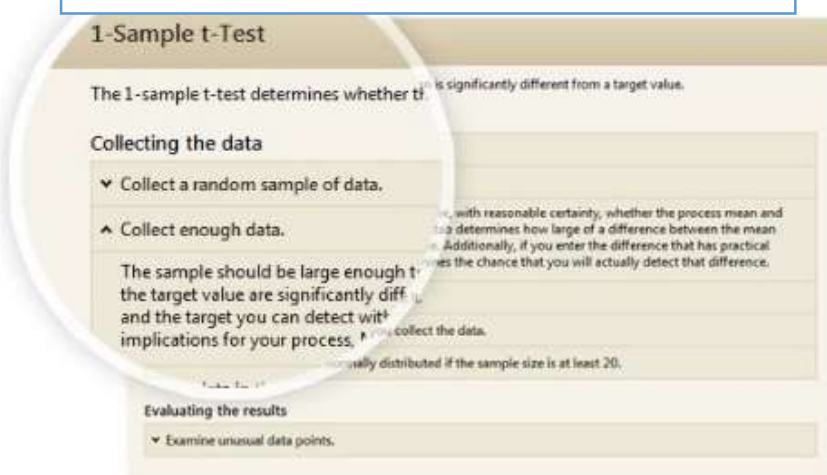 1-Sample t-Test
The 1-sample t-test determines whether is significantly different from a target value.
Collecting the data
Collect a random sample of data.
Collect enough data.
The sample should be large enough with reasonable certainty, whether the process mean and
the target value are significantly determines how large of a difference between the mean
and the target you can detect Additionally, if you enter the difference that has practical
implications for your process, the chance that you will actually detect that difference.
you collect the data.
distributed if the sample size is at least 20.
Evaluating the results
Examine unusual data points.